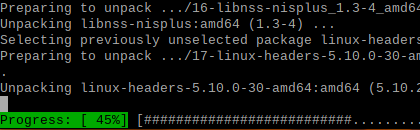 Preparing to unpack .../16-libnss-nisplus_1.3-4_amd64
Unpacking libnss-nisplus:amd64 (1.3-4) ...
Selecting previously unselected package linux-headers
Preparing to unpack .../17-linux-headers-5.10.0-30-am
.
Unpacking linux-headers-5.10.0-30-amd64:amd64 (5.10.2
Progress: [ 45%] [##########################.........